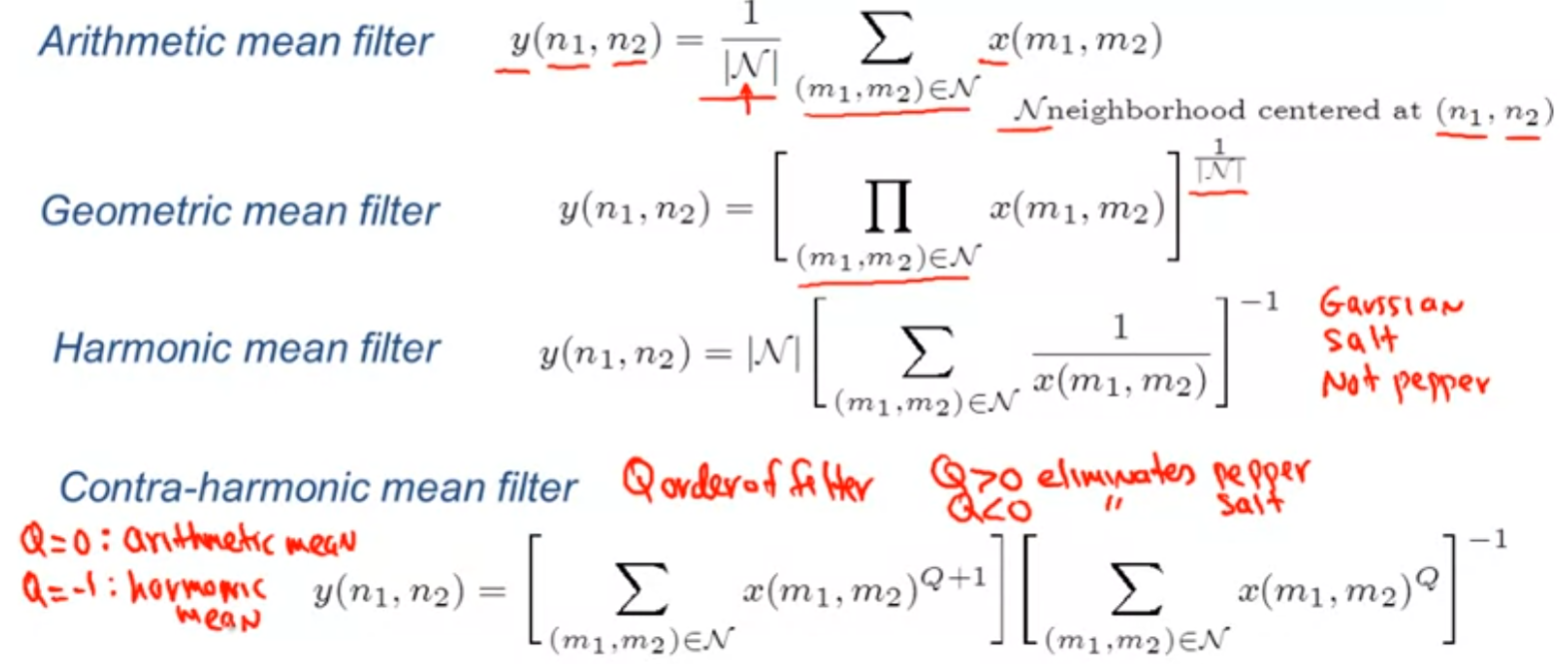 Arithmetic mean filter y(n₁, n₂) = 1/|𝒩| ∑_{(m₁,m₂)∈𝒩} x(m₁, m₂)
𝒩neighborhood centered at (n₁, n₂)
Geometric mean filter y(n₁, n₂) = [∏_{(m₁,m₂)∈𝒩} x(m₁, m₂)]^{1/|𝒩|}
Harmonic mean filter y(n₁, n₂) = |𝒩| [∑_{(m₁,m₂)∈𝒩} 1/x(m₁, m₂)]⁻¹
Gaussian
Salt
Not pepper
Contra-harmonic mean filter Q order of filter Q>0 eliminates pepper
Q<0 " Salt
Q=0 : arithmetic mean
Q=-1 : harmonic
mean
y(n₁, n₂) = [∑_{(m₁,m₂)∈𝒩} x(m₁, m₂)^{Q+1}] [∑_{(m₁,m₂)∈𝒩} x(m₁, m₂)^Q]⁻¹